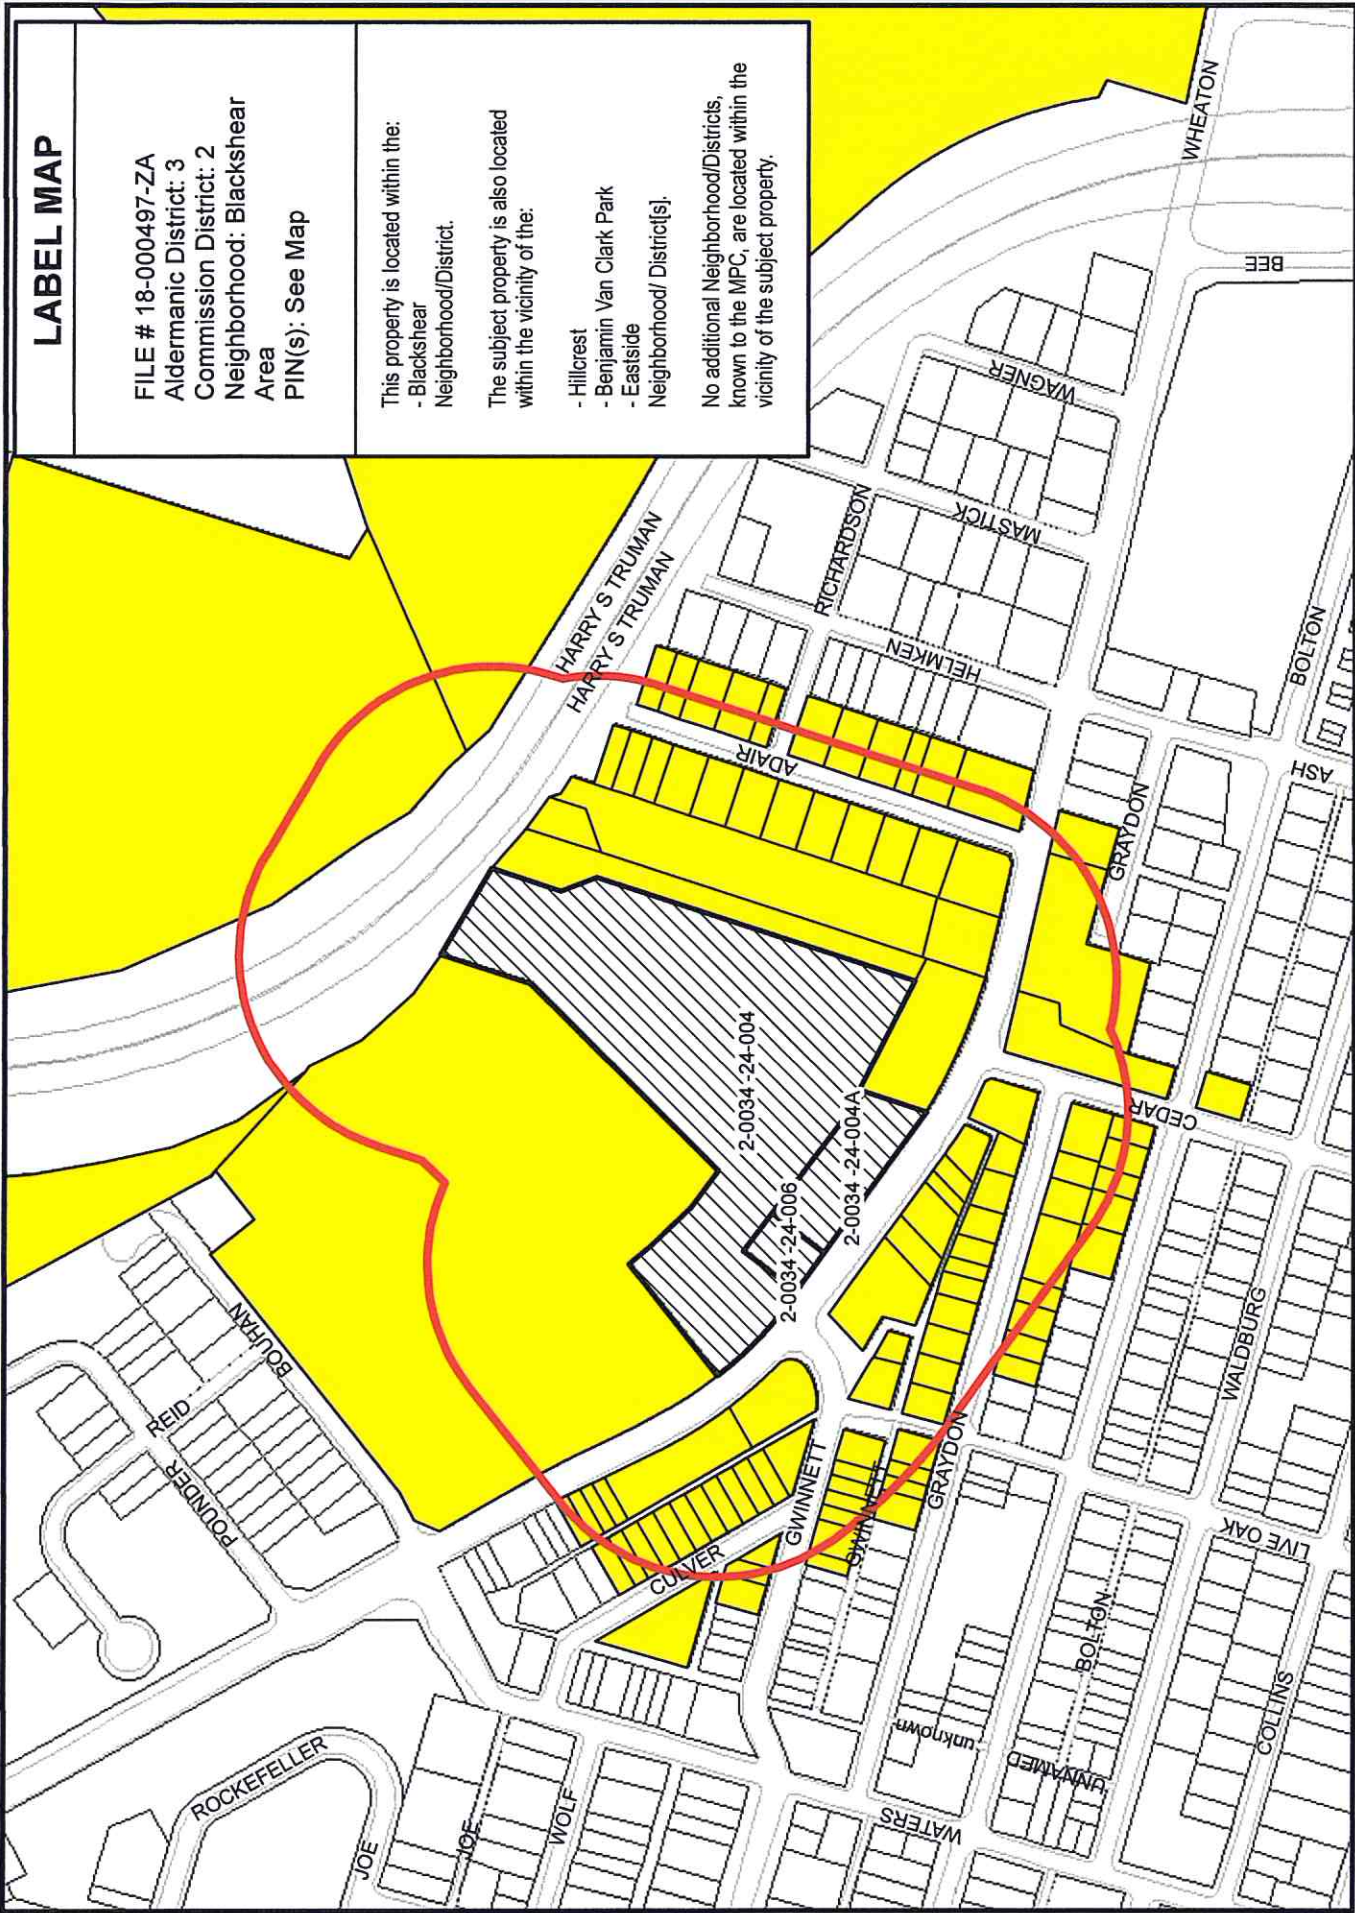 LABEL MAP
FILE # 18-000497-ZA
Aldermanic District: 3
Commission District: 2
Neighborhood: Blackshear
Area
PIN(s): See Map
This property is located within the:
- Blackshear
Neighborhood/District.
The subject property is also located
within the vicinity of the:
- Hillcrest
- Benjamin Van Clark Park
- Eastside
Neighborhood/ District[s].
No additional Neighborhood/Districts,
known to the MPC, are located within the
vicinity of the subject property.
HARRY S TRUMAN
HARRY S TRUMAN
WHEATON
BEE
WAGNER
MASTICK
RICHARDSON
HELMKEN
ADAIR
BOLTON
ASH
GRAYDON
CEDAR
2-0034 -24-004
2-0034 -24-004A
2-0034 -24-006
BOUHAN
REID
POUNDER
CULVER
GWINNETT
GWINNETT
GRAYDON
WALDBURG
LIVE OAK
BOLTON
COLLINS
unknown
UNNAMED
WATERS
ROCKEFELLER
JOE
JOE
WOLF